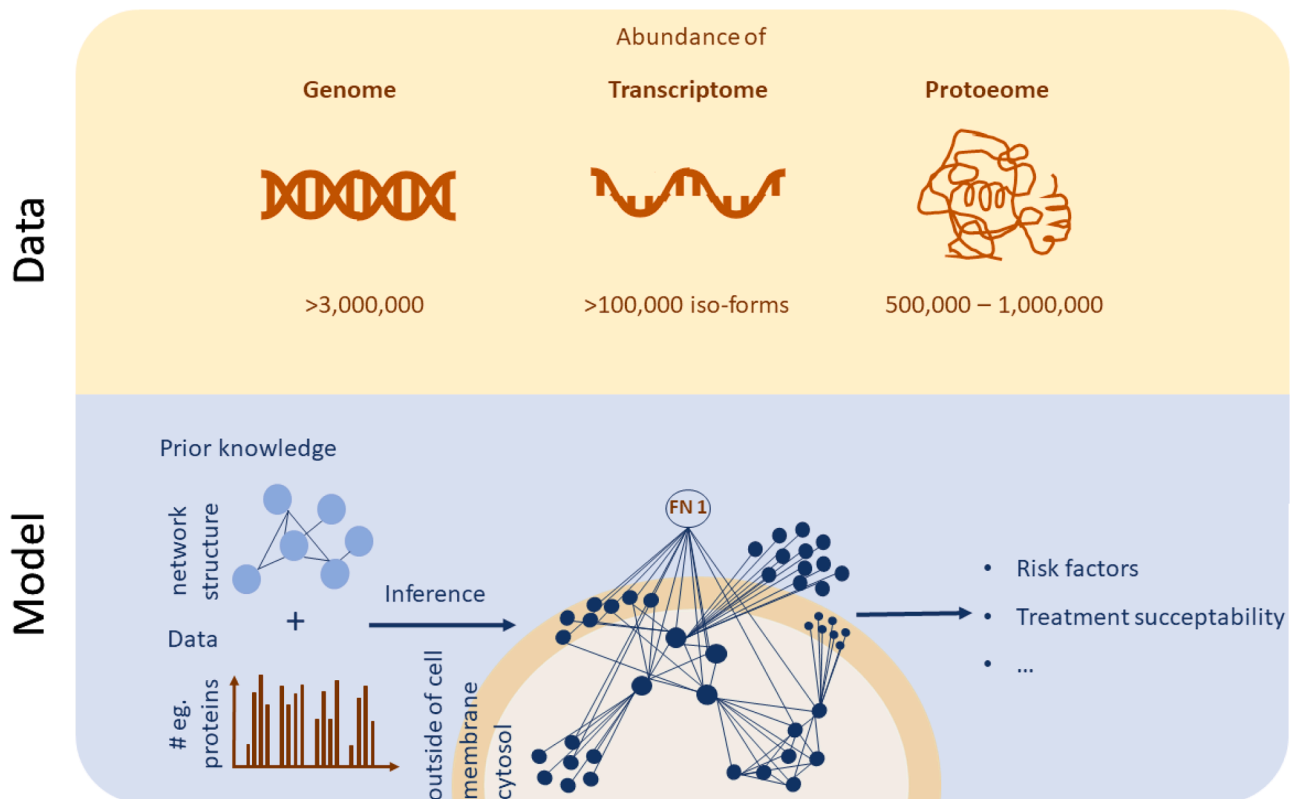 Data
Abundance of
Genome
Transcriptome
Protoeome
>3,000,000
>100,000 iso-forms
500,000 – 1,000,000
Model
Prior knowledge
network
structure
+
Data
# eg.
proteins
Inference
outside of cell
membrane
cytosol
FN 1
• Risk factors
• Treatment succeptability
• ...